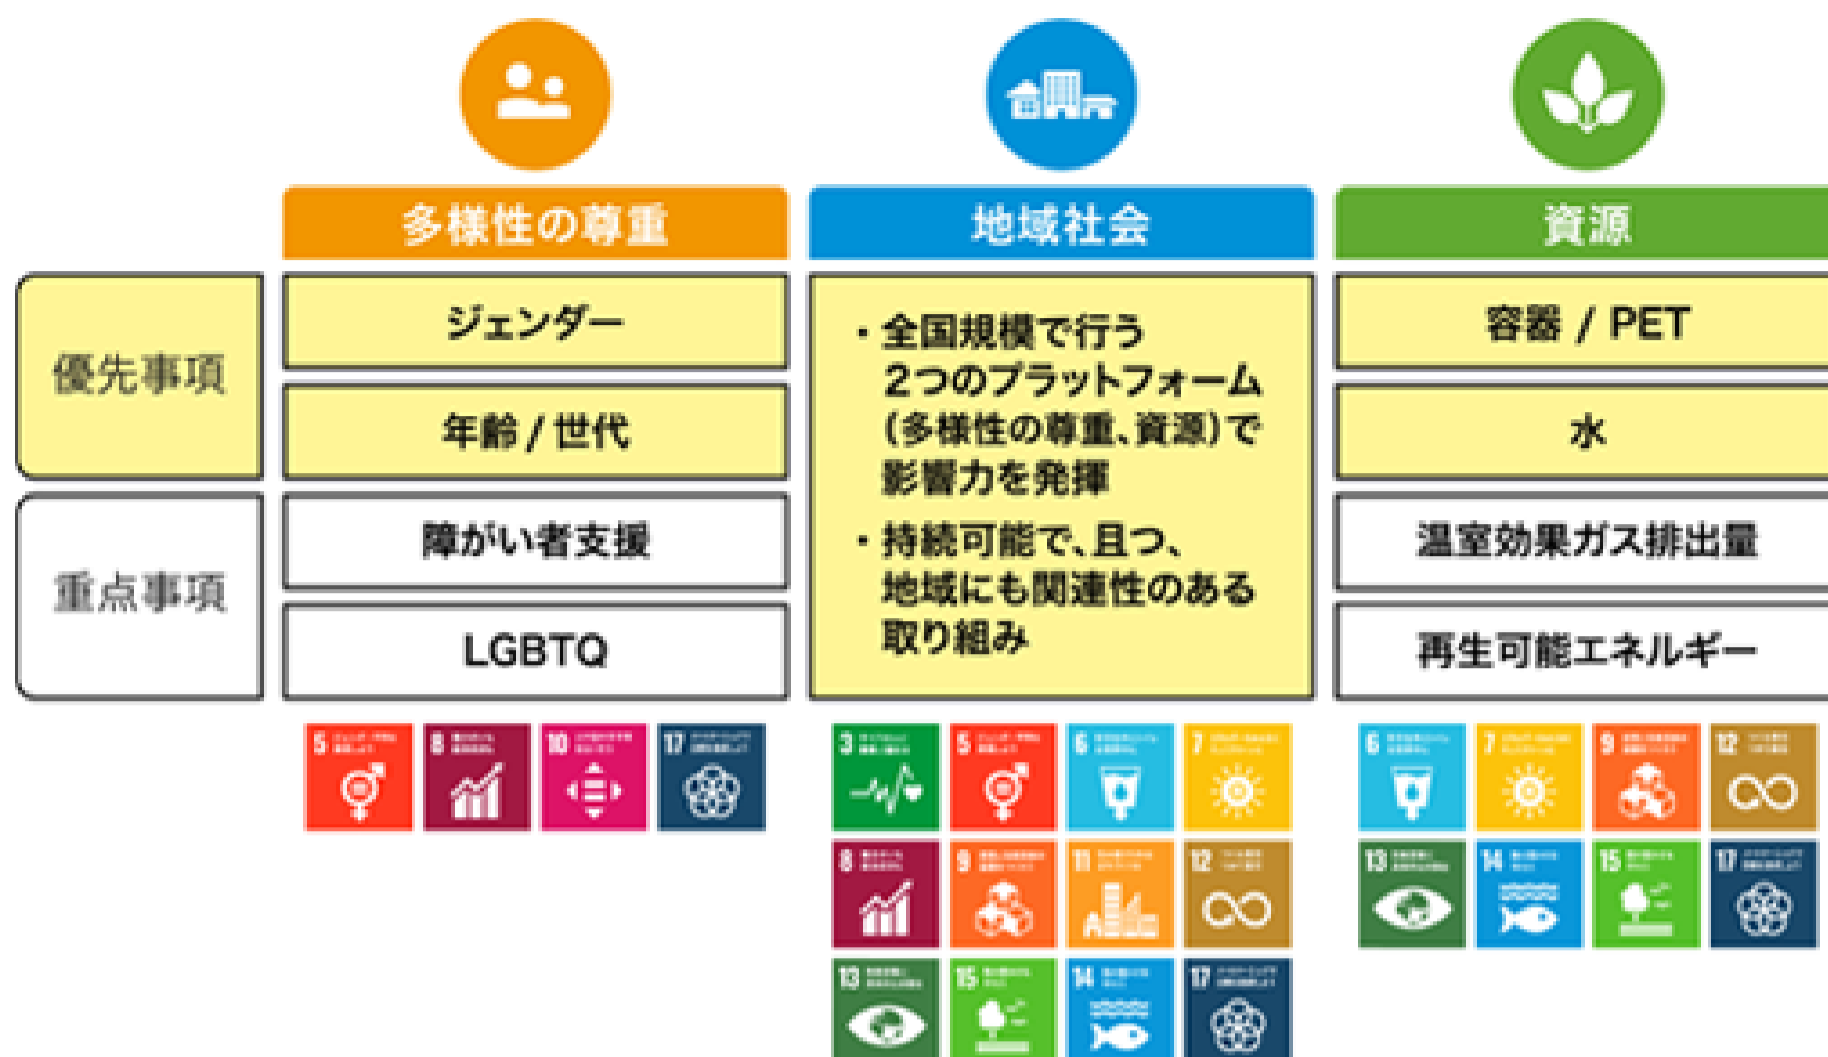 多様性の尊重
地域社会
資源
優先事項
ジェンダー
年齢 / 世代
重点事項
障がい者支援
LGBTQ
・全国規模で行う
2つのプラットフォーム
(多様性の尊重、資源)で
影響力を発揮
・持続可能で、且つ、
地域にも関連性のある
取り組み
容器 / PET
水
温室効果ガス排出量
再生可能エネルギー
5
8
10
17
3
5
6
7
8
9
11
12
13
15
14
17
6
7
9
12
13
14
15
17